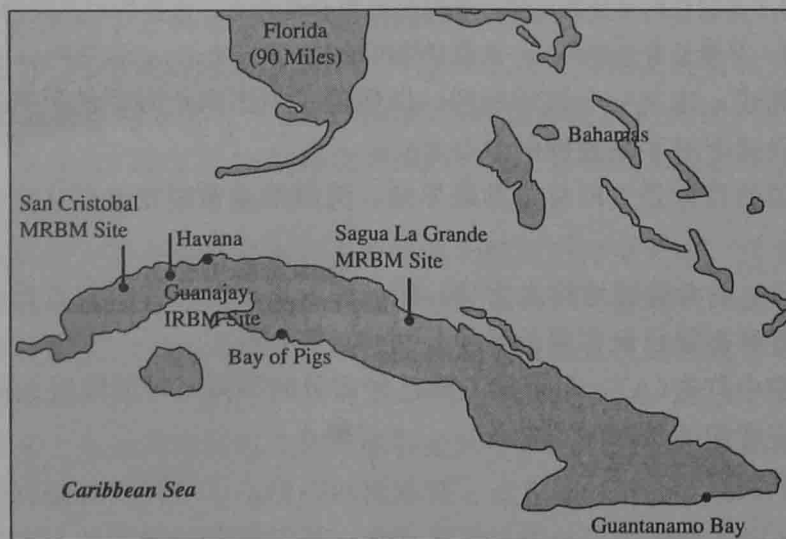 Florida
(90 Miles)
Bahamas
San Cristobal
MRBM Site
Havana
Sagua La Grande
MRBM Site
Guanajay
IRBM Site
Bay of Pigs
Caribbean Sea
Guantanamo Bay